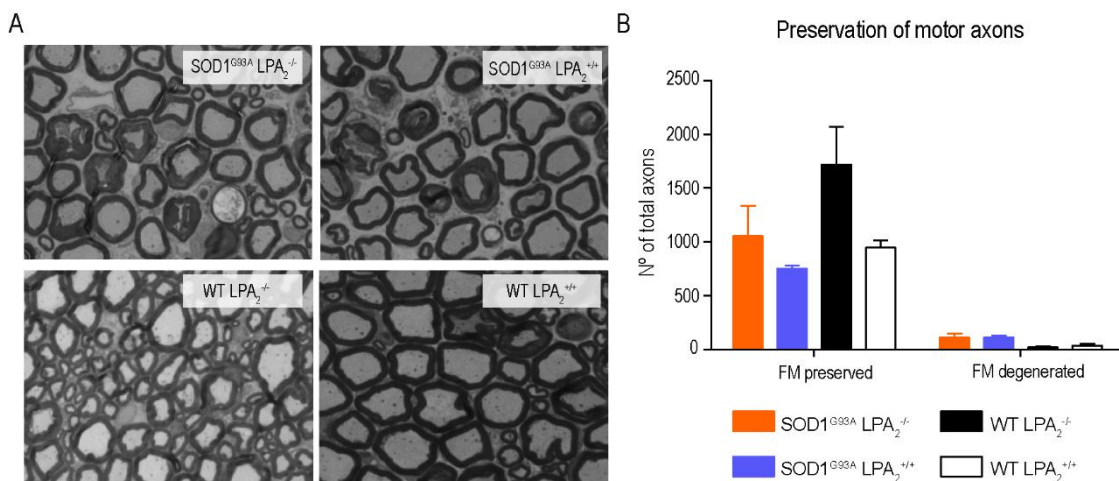 A
SOD1G93A LPA2-/-
SOD1G93A LPA2+/+
WT LPA2-/-
WT LPA2+/+
B
Preservation of motor axons
Nº of total axons
2500
2000
1500
1000
500
0
FM preserved
FM degenerated
SOD1G93A LPA2-/-
WT LPA2-/-
SOD1G93A LPA2+/+
WT LPA2+/+